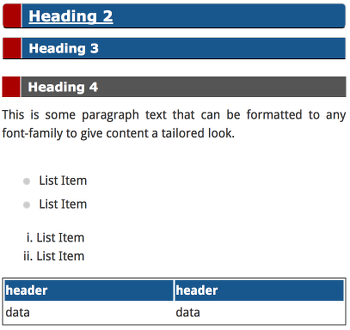 Heading 2
Heading 3
Heading 4
This is some paragraph text that can be formatted to any
font-family to give content a tailored look.
List Item
List Item
i. List Item
ii. List Item
header header
data data